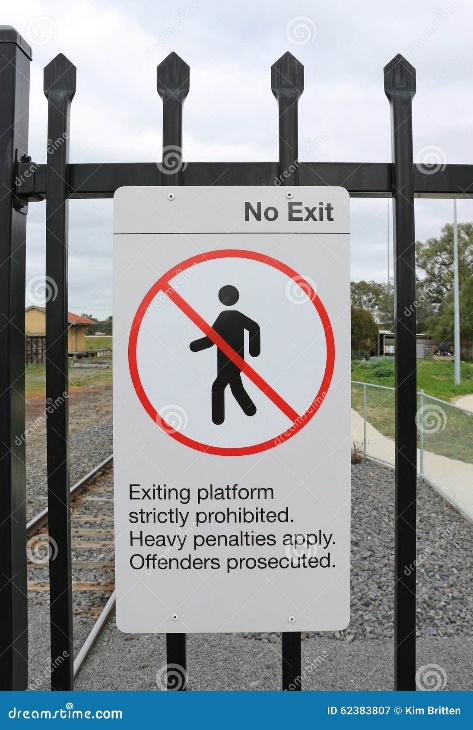 No Exit
Exiting platform
strictly prohibited.
Heavy penalties apply.
Offenders prosecuted.
dreamstime.com
ID 62383807 © Kim Britten